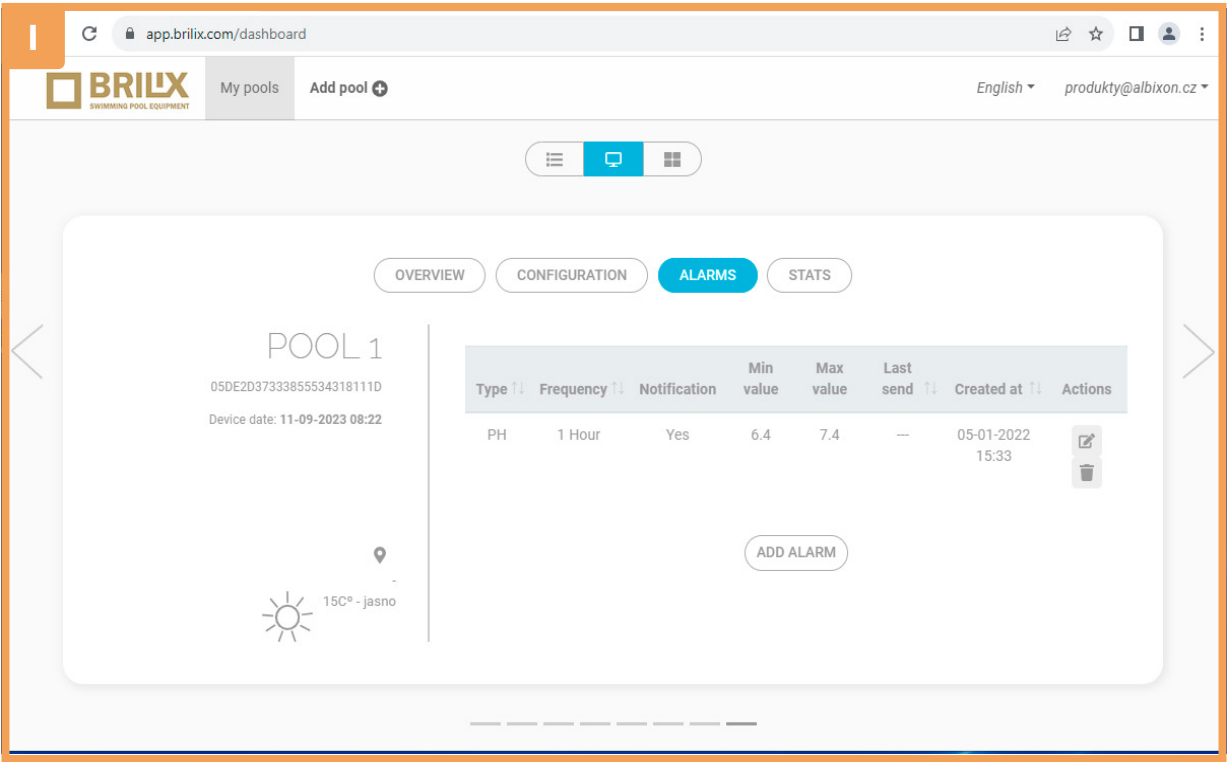 I
app.brilix.com/dashboard
BRILIX
SWIMMING POOL EQUIPMENT
My pools
Add pool
English
produkty@albixon.cz
OVERVIEW
CONFIGURATION
ALARMS
STATS
POOL 1
05DE2D37333855534318111D
Device date: 11-09-2023 08:22
-
15Cº - jasno
Type Frequency Notification Min value Max value Last send Created at Actions
PH 1 Hour Yes 6.4 7.4 --- 05-01-2022 15:33
ADD ALARM